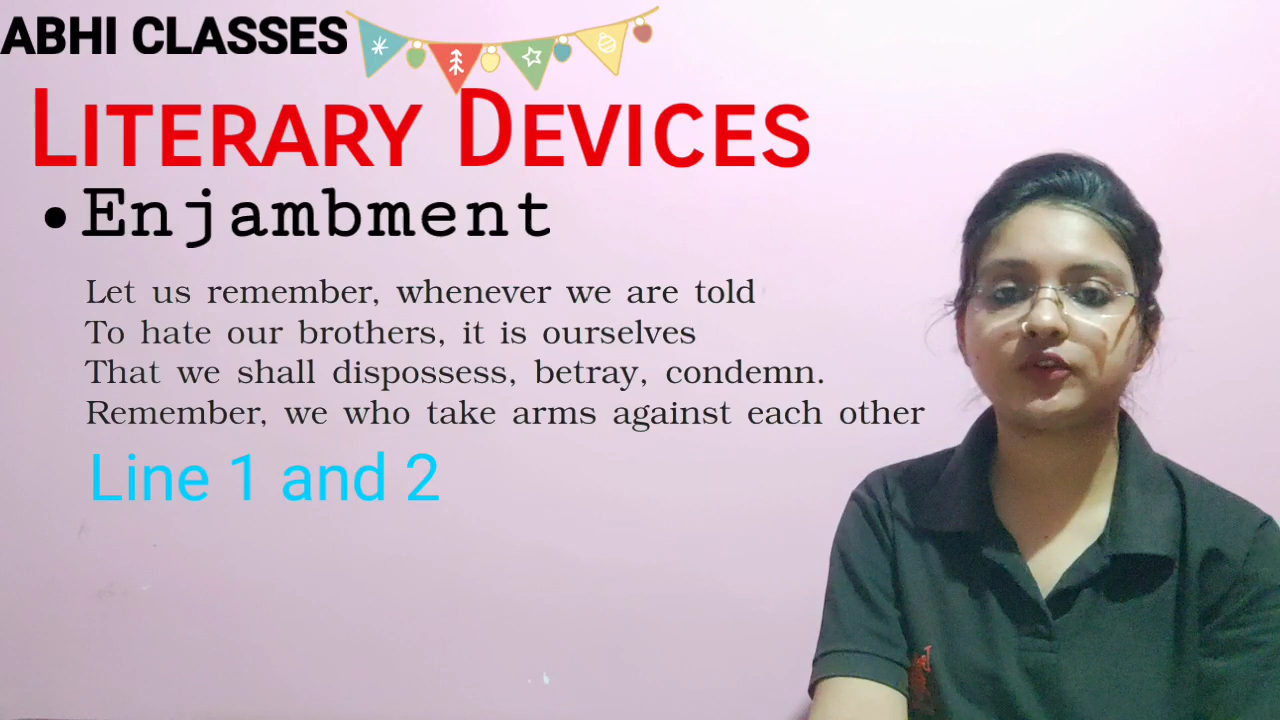 ABHI CLASSES
LITERARY DEVICES
• Enjambment
Let us remember, whenever we are told
To hate our brothers, it is ourselves
That we shall dispossess, betray, condemn.
Remember, we who take arms against each other
Line 1 and 2